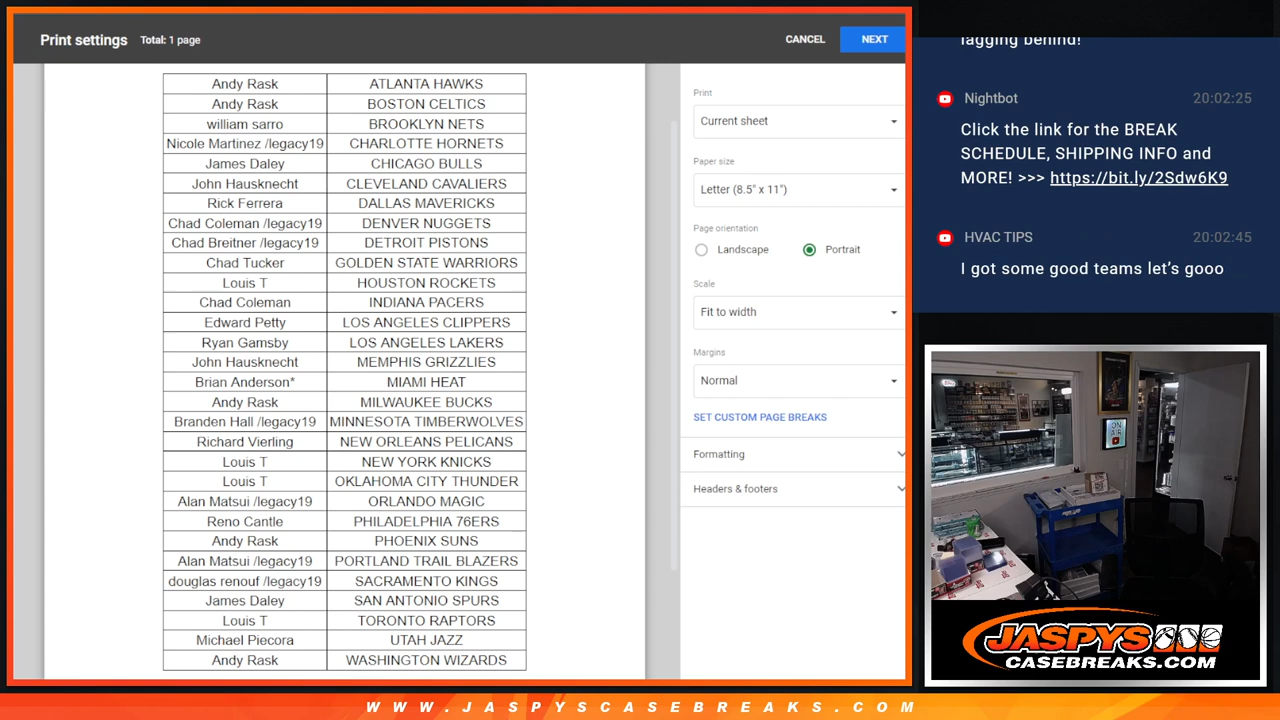 Print settings Total: 1 page CANCEL NEXT
Andy Rask ATLANTA HAWKS
Andy Rask BOSTON CELTICS
william sarro BROOKLYN NETS
Nicole Martinez /legacy19 CHARLOTTE HORNETS
James Daley CHICAGO BULLS
John Hausknecht CLEVELAND CAVALIERS
Rick Ferrera DALLAS MAVERICKS
Chad Coleman /legacy19 DENVER NUGGETS
Chad Breitner /legacy19 DETROIT PISTONS
Chad Tucker GOLDEN STATE WARRIORS
Louis T HOUSTON ROCKETS
Chad Coleman INDIANA PACERS
Edward Petty LOS ANGELES CLIPPERS
Ryan Gamsby LOS ANGELES LAKERS
John Hausknecht MEMPHIS GRIZZLIES
Brian Anderson* MIAMI HEAT
Andy Rask MILWAUKEE BUCKS
Branden Hall /legacy19 MINNESOTA TIMBERWOLVES
Richard Vierling NEW ORLEANS PELICANS
Louis T NEW YORK KNICKS
Louis T OKLAHOMA CITY THUNDER
Alan Matsui /legacy19 ORLANDO MAGIC
Reno Cantle PHILADELPHIA 76ERS
Andy Rask PHOENIX SUNS
Alan Matsui /legacy19 PORTLAND TRAIL BLAZERS
douglas renouf /legacy19 SACRAMENTO KINGS
James Daley SAN ANTONIO SPURS
Louis T TORONTO RAPTORS
Michael Piecora UTAH JAZZ
Andy Rask WASHINGTON WIZARDS
Print
Current sheet
Paper size
Letter (8.5" x 11")
Page orientation
Landscape Portrait
Scale
Fit to width
Margins
Normal
SET CUSTOM PAGE BREAKS
Formatting
Headers & footers
lagging behind!
Nightbot 20:02:25
Click the link for the BREAK
SCHEDULE, SHIPPING INFO and
MORE! >>> https://bit.ly/2Sdw6K9
HVAC TIPS 20:02:45
I got some good teams let's gooo
ON
AIR
JASPYS
CASEBREAKS.COM
WWW.JASPYSCASEBREAKS.COM